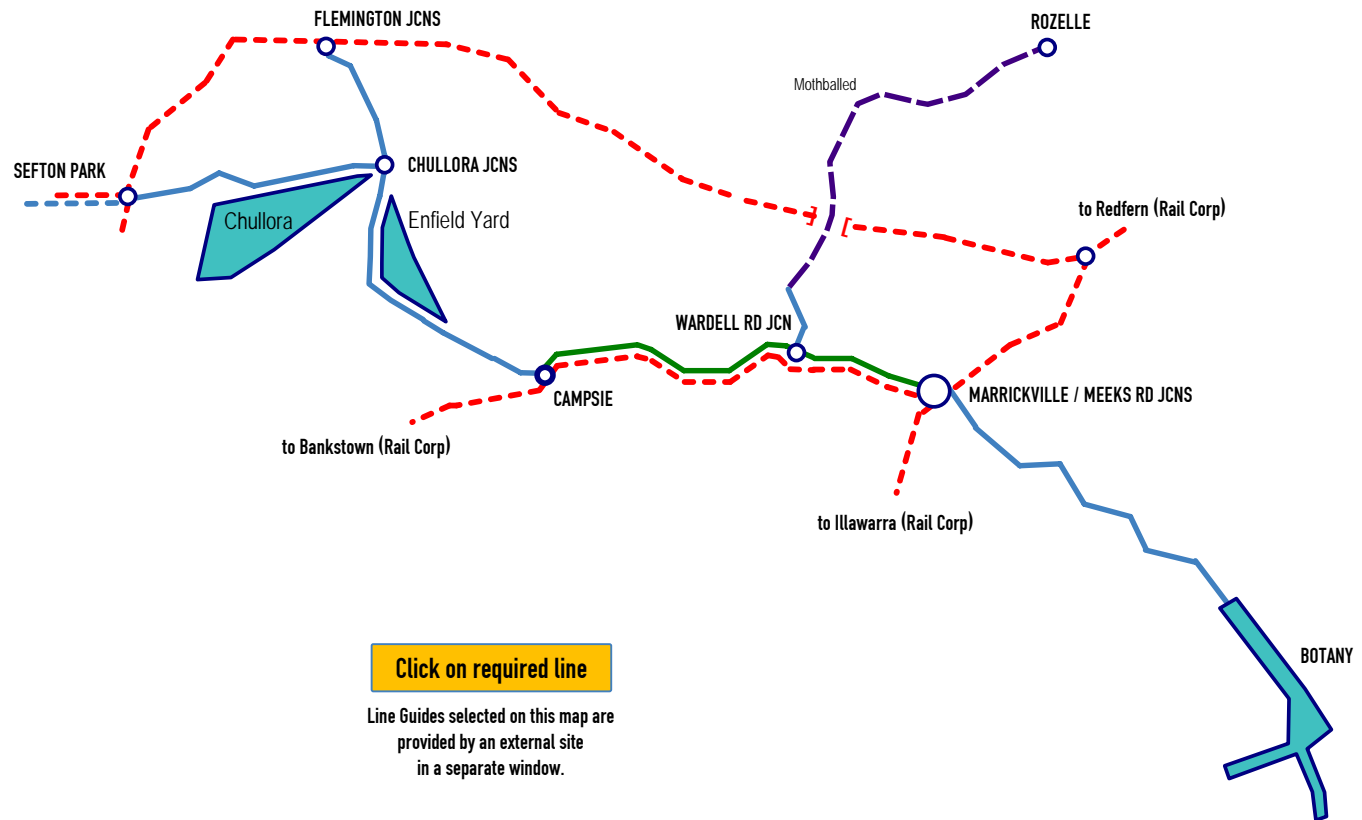 FLEMINGTON JCNS
ROZELLE
Mothballed
SEFTON PARK
CHULLORA JCNS
Chullora
Enfield Yard
to Redfern (Rail Corp)
WARDELL RD JCN
CAMPSIE
MARRICKVILLE / MEEKS RD JCNS
to Bankstown (Rail Corp)
to Illawarra (Rail Corp)
Click on required line
Line Guides selected on this map are
provided by an external site
in a separate window.
BOTANY